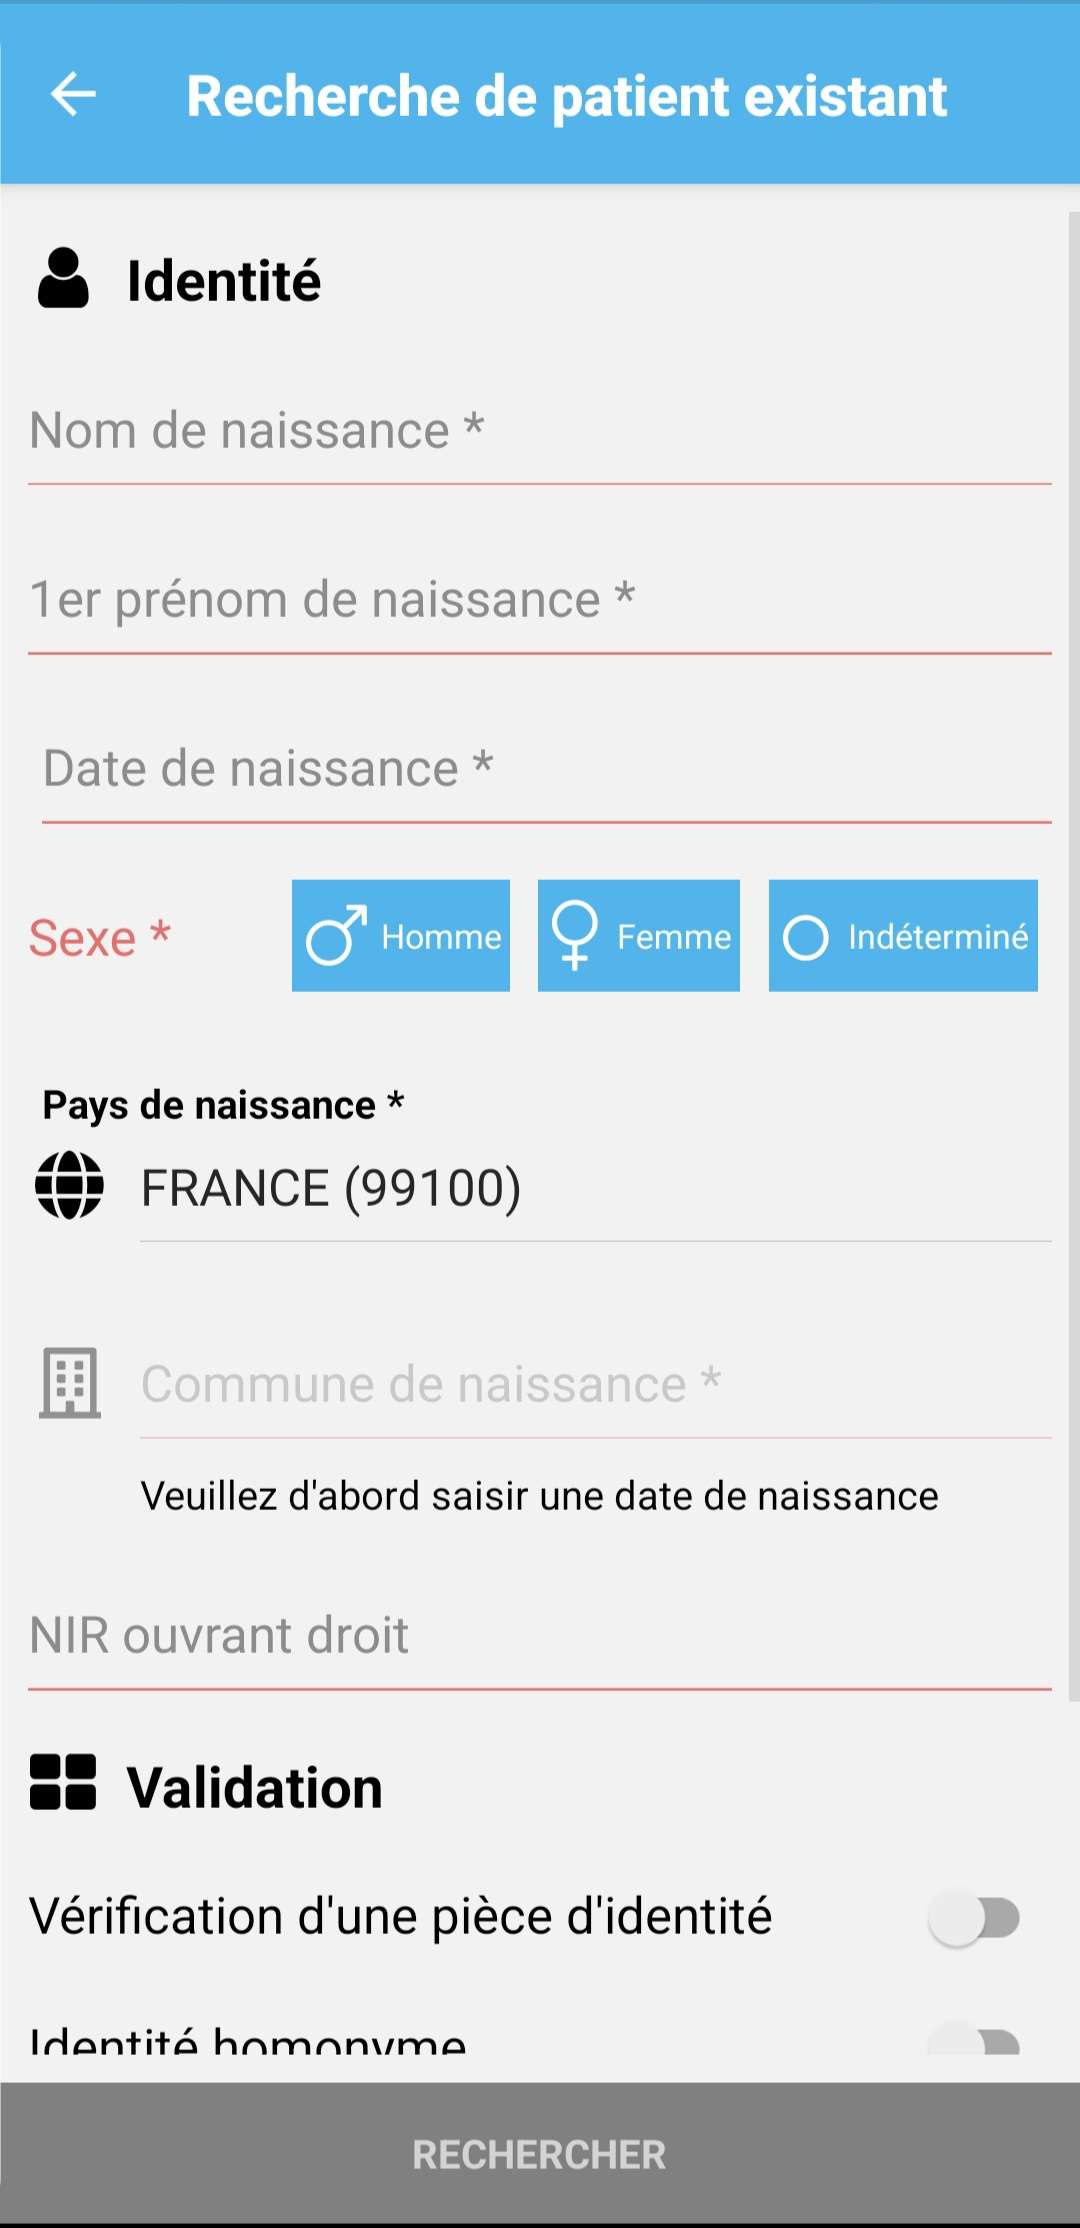 Recherche de patient existant
Identité
Nom de naissance *
1er prénom de naissance *
Date de naissance *
Sexe * Homme Femme Indéterminé
Pays de naissance *
FRANCE (99100)
Commune de naissance *
Veuillez d'abord saisir une date de naissance
NIR ouvrant droit
Validation
Vérification d'une pièce d'identité
Identité homonyme
RECHERCHER